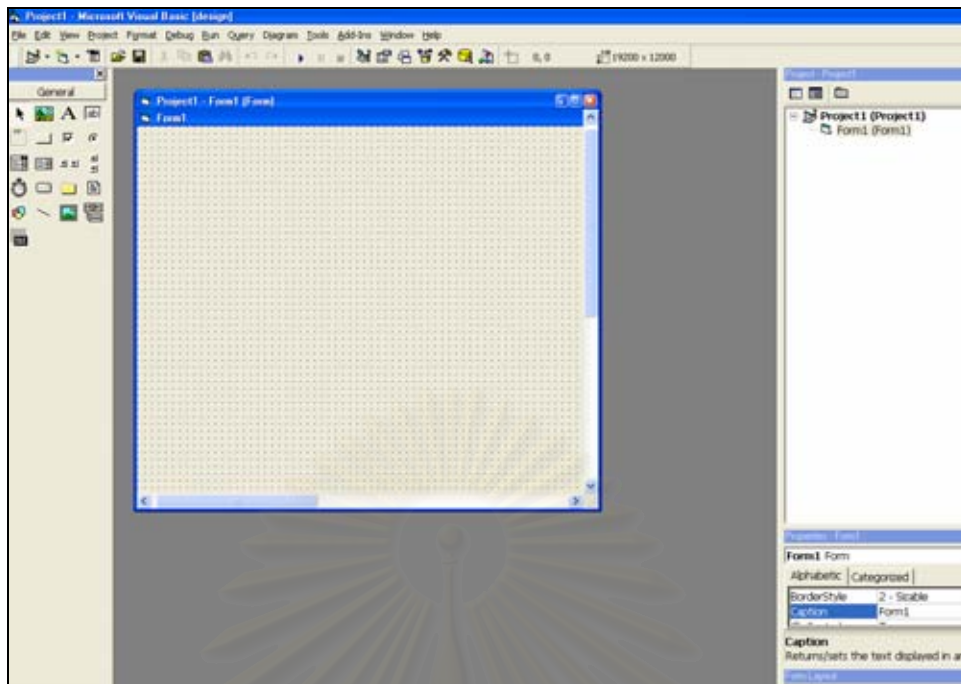 Project1 - Microsoft Visual Basic [design]
File Edit View Project Format Debug Run Query Diagram Tools Add-Ins Window Help
0, 0
19200 x 12000
General
A
ab
Project1 - Form1 (Form)
Form1
Project - Project1
Project1 (Project1)
Form1 (Form1)
Properties - Form1
Form1 Form
Alphabetic Categorized
BorderStyle 2 - Sizable
Caption Form1
Caption
Returns/sets the text displayed in
Form Layout